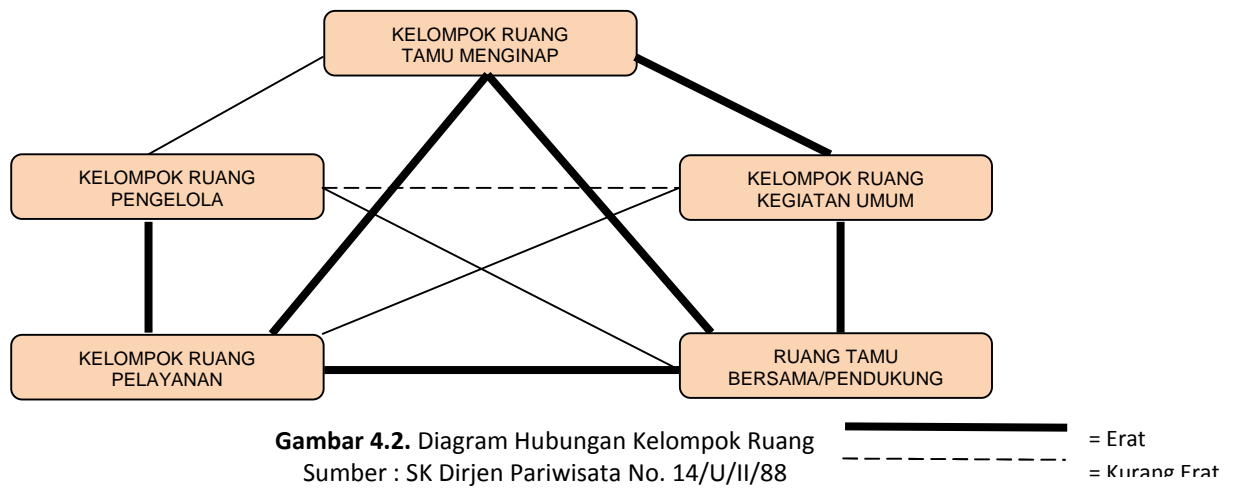 KELOMPOK RUANG
TAMU MENGINAP
KELOMPOK RUANG
PENGELOLA
KELOMPOK RUANG
KEGIATAN UMUM
KELOMPOK RUANG
PELAYANAN
RUANG TAMU
BERSAMA/PENDUKUNG
Gambar 4.2. Diagram Hubungan Kelompok Ruang
Sumber : SK Dirjen Pariwisata No. 14/U/II/88
= Erat
= Kurang Erat